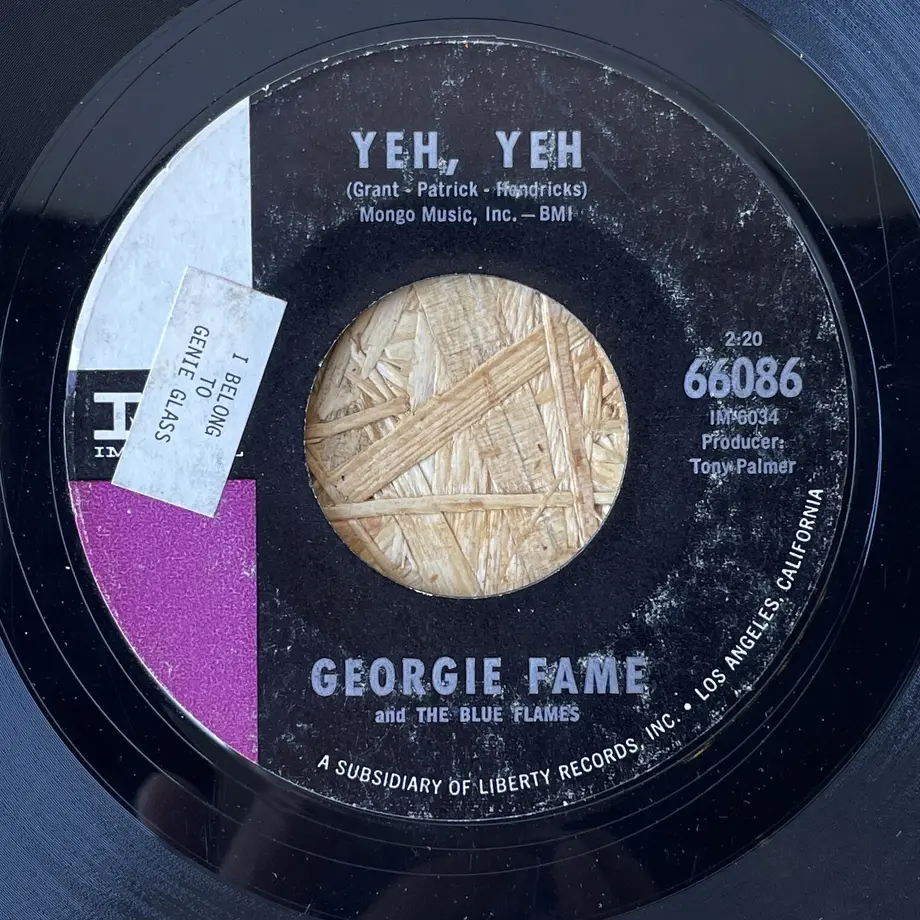 YEH, YEH
(Grant - Patrick - Hendricks)
Mongo Music, Inc. — BMI
I BELONG
TO
GENIE GLASS
2:20
66086
IM-6034
Producer:
Tony Palmer
GEORGIE FAME
and THE BLUE FLAMES
A SUBSIDIARY OF LIBERTY RECORDS, INC. • LOS ANGELES, CALIFORNIA